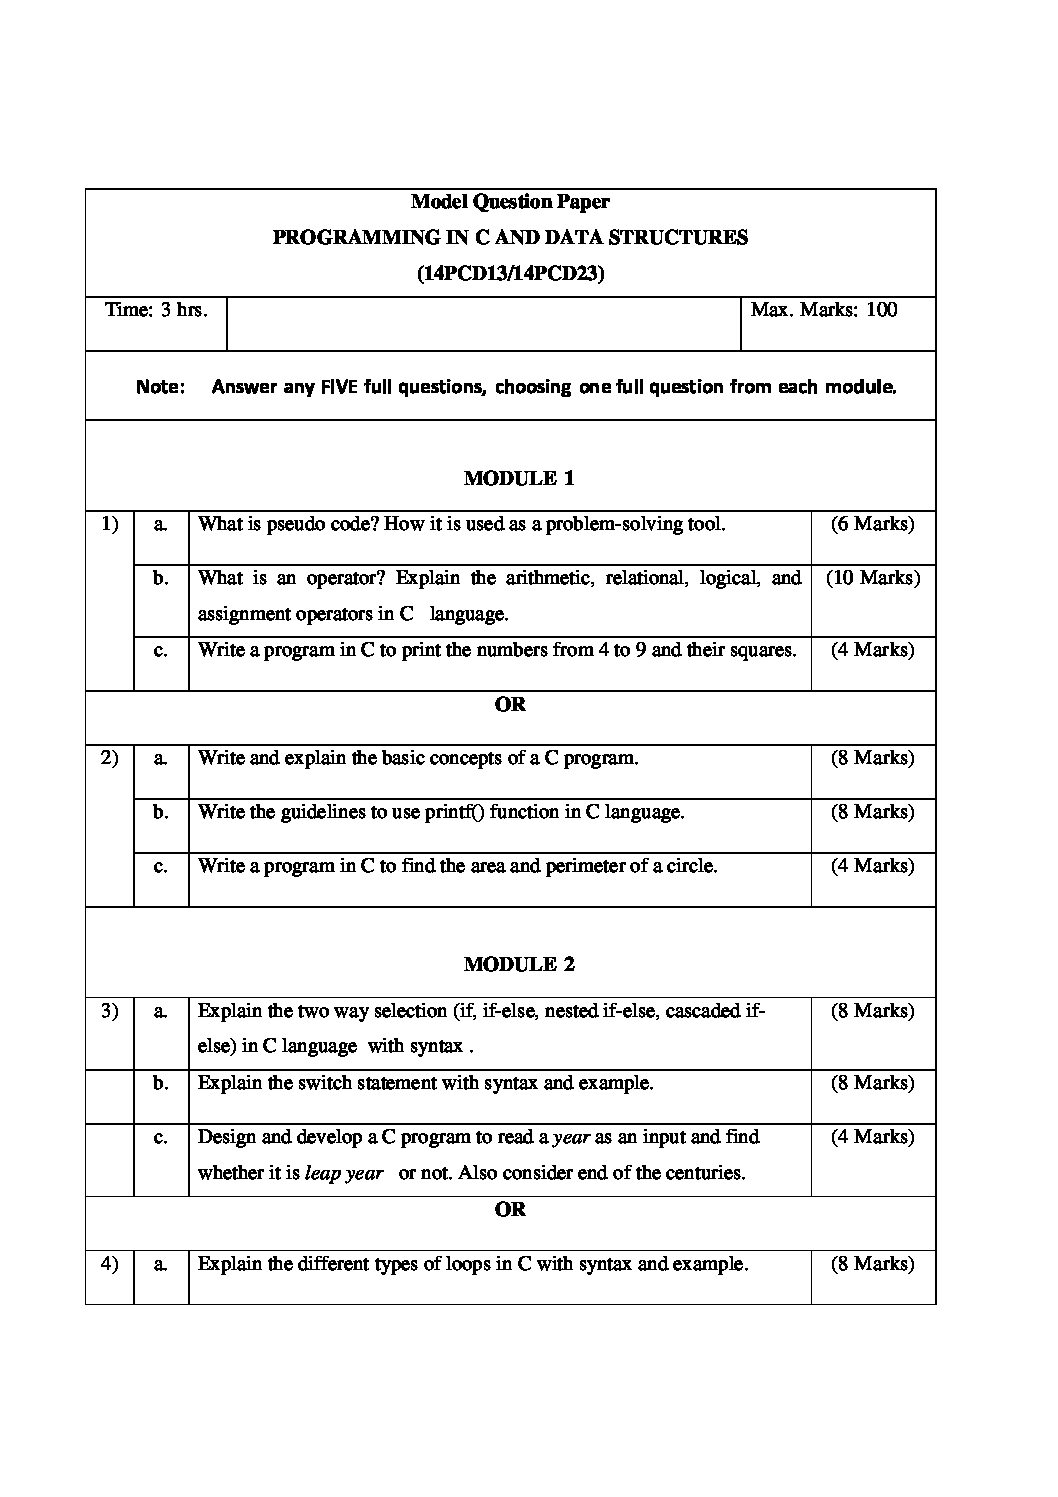 Model Question Paper
PROGRAMMING IN C AND DATA STRUCTURES
(14PCD13/14PCD23)
Time: 3 hrs. Max. Marks: 100
Note: Answer any FIVE full questions, choosing one full question from each module.
MODULE 1
1) a. What is pseudo code? How it is used as a problem-solving tool. (6 Marks)
b. What is an operator? Explain the arithmetic, relational, logical, and (10 Marks)
assignment operators in C language.
c. Write a program in C to print the numbers from 4 to 9 and their squares. (4 Marks)
OR
2) a. Write and explain the basic concepts of a C program. (8 Marks)
b. Write the guidelines to use printf() function in C language. (8 Marks)
c. Write a program in C to find the area and perimeter of a circle. (4 Marks)
MODULE 2
3) a. Explain the two way selection (if, if-else, nested if-else, cascaded if- (8 Marks)
else) in C language with syntax .
b. Explain the switch statement with syntax and example. (8 Marks)
c. Design and develop a C program to read a year as an input and find (4 Marks)
whether it is leap year or not. Also consider end of the centuries.
OR
4) a. Explain the different types of loops in C with syntax and example. (8 Marks)